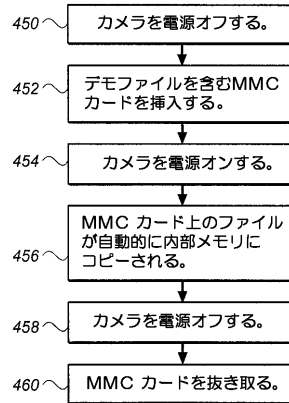 450
カメラを電源オフする。
452
デモファイルを含むMMC
カードを挿入する。
454
カメラを電源オンする。
456
MMC カード上のファイル
が自動的に内部メモリに
コピーされる。
458
カメラを電源オフする。
460
MMC カードを抜き取る。